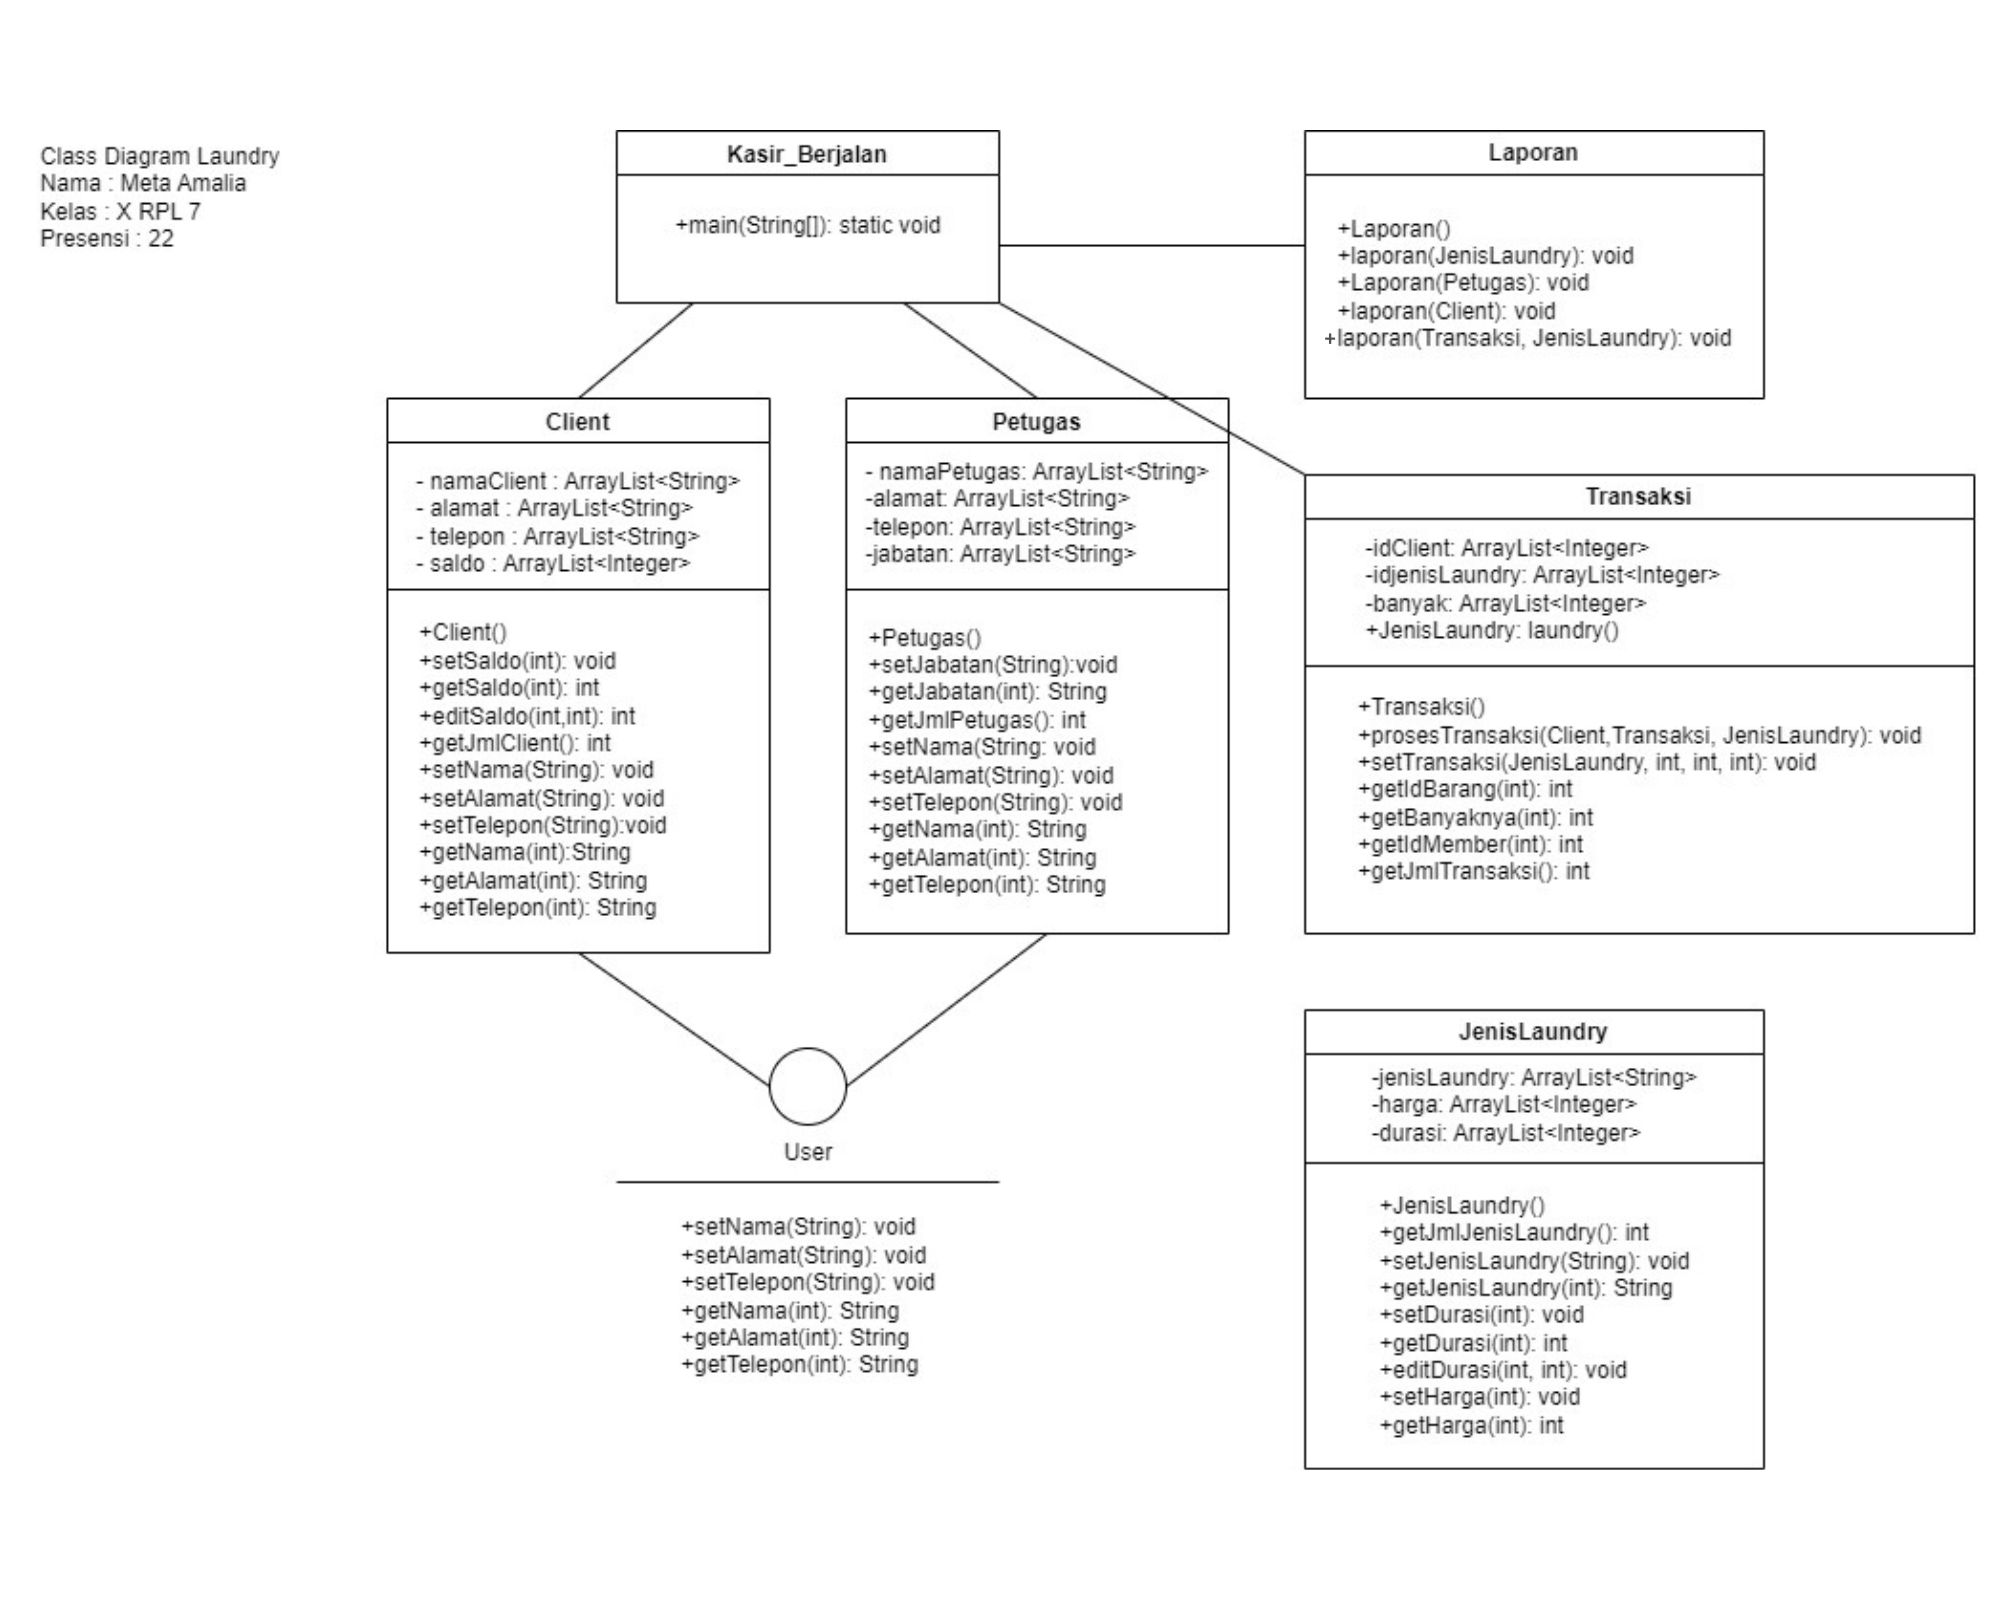 Class Diagram Laundry
Nama : Meta Amalia
Kelas : X RPL 7
Presensi : 22
Kasir_Berjalan
+main(String[]): static void
Laporan
+Laporan()
+laporan(JenisLaundry): void
+Laporan(Petugas): void
+laporan(Client): void
+laporan(Transaksi, JenisLaundry): void
Client
- namaClient : ArrayList<String>
- alamat : ArrayList<String>
- telepon : ArrayList<String>
- saldo : ArrayList<Integer>
+Client()
+setSaldo(int): void
+getSaldo(int): int
+editSaldo(int,int): int
+getJmlClient(): int
+setNama(String): void
+setAlamat(String): void
+setTelepon(String):void
+getNama(int):String
+getAlamat(int): String
+getTelepon(int): String
Petugas
- namaPetugas: ArrayList<String>
-alamat: ArrayList<String>
-telepon: ArrayList<String>
-jabatan: ArrayList<String>
+Petugas()
+setJabatan(String):void
+getJabatan(int): String
+getJmlPetugas(): int
+setNama(String: void
+setAlamat(String): void
+setTelepon(String): void
+getNama(int): String
+getAlamat(int): String
+getTelepon(int): String
Transaksi
-idClient: ArrayList<Integer>
-idjenisLaundry: ArrayList<Integer>
-banyak: ArrayList<Integer>
+JenisLaundry: laundry()
+Transaksi()
+prosesTransaksi(Client,Transaksi, JenisLaundry): void
+setTransaksi(JenisLaundry, int, int, int): void
+getIdBarang(int): int
+getBanyaknya(int): int
+getIdMember(int): int
+getJmlTransaksi(): int
User
+setNama(String): void
+setAlamat(String): void
+setTelepon(String): void
+getNama(int): String
+getAlamat(int): String
+getTelepon(int): String
JenisLaundry
-jenisLaundry: ArrayList<String>
-harga: ArrayList<Integer>
-durasi: ArrayList<Integer>
+JenisLaundry()
+getJmlJenisLaundry(): int
+setJenisLaundry(String): void
+getJenisLaundry(int): String
+setDurasi(int): void
+getDurasi(int): int
+editDurasi(int, int): void
+setHarga(int): void
+getHarga(int): int